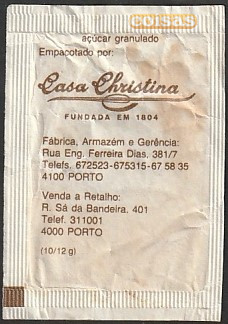 coisas
açúcar granulado
Empacotado por:
Casa Christina
FUNDADA EM 1804
Fábrica, Armazém e Gerência:
Rua Eng. Ferreira Dias, 381/7
Telefs. 672523-675315-67 58 35
4100 PORTO
Venda a Retalho:
R. Sá da Bandeira, 401
Telef. 311001
4000 PORTO
(10/12 g)